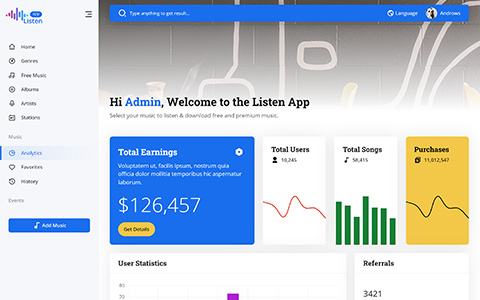 Listen
Type anything to get result...
Language
Androws
Home
Genres
Free Music
Albums
Artists
Stations
Music
Analytics
Favorites
History
Events
Add Music
Hi Admin, Welcome to the Listen App
Select your music to listen & download free and premium music.
Total Earnings
Voluptatem ut, facilis ipsum, nostrum quia
officia dolor mollitia temporibus hic aspernatur
laborum.
$126,457
Get Details
Total Users
10,245
Total Songs
58,415
Purchases
11,012,547
User Statistics
80
70
Referrals
3421